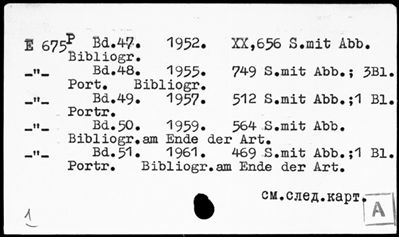 E 675P Bd.47. 1952. XX,656 S.mit Abb.
Bibliogr.
_"_ Bd.48. 1955. 749 S.mit Abb.; 3Bl.
Port. Bibliogr.
_"_ Bd.49. 1957. 512 S.mit Abb.;1 Bl.
Portr.
_"_ Bd.50. 1959. 564 S.mit Abb.
Bibliogr.am Ende der Art.
_"_ Bd.51. 1961. 469 S.mit Abb.;1 Bl.
Portr. Bibliogr.am Ende der Art.
см.след.карт.
A
1